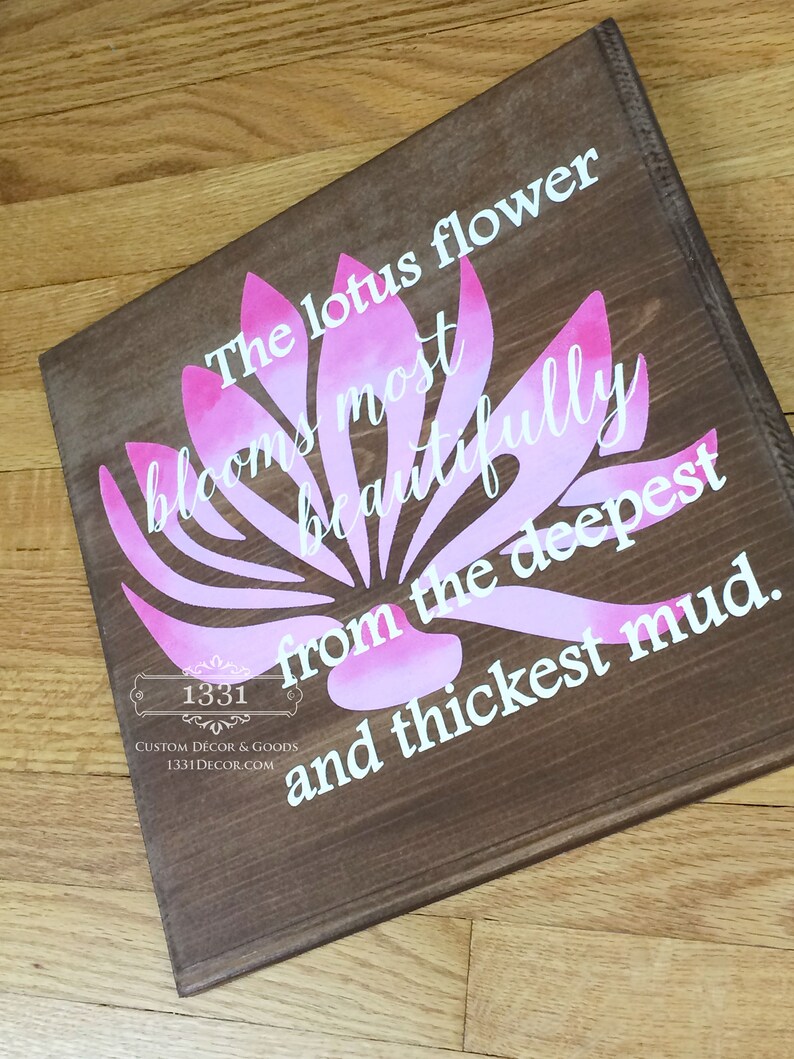 The lotus flower
blooms most
beautifully
from the deepest
and thickest mud.
1331
Custom Décor & Goods
1331Decor.com